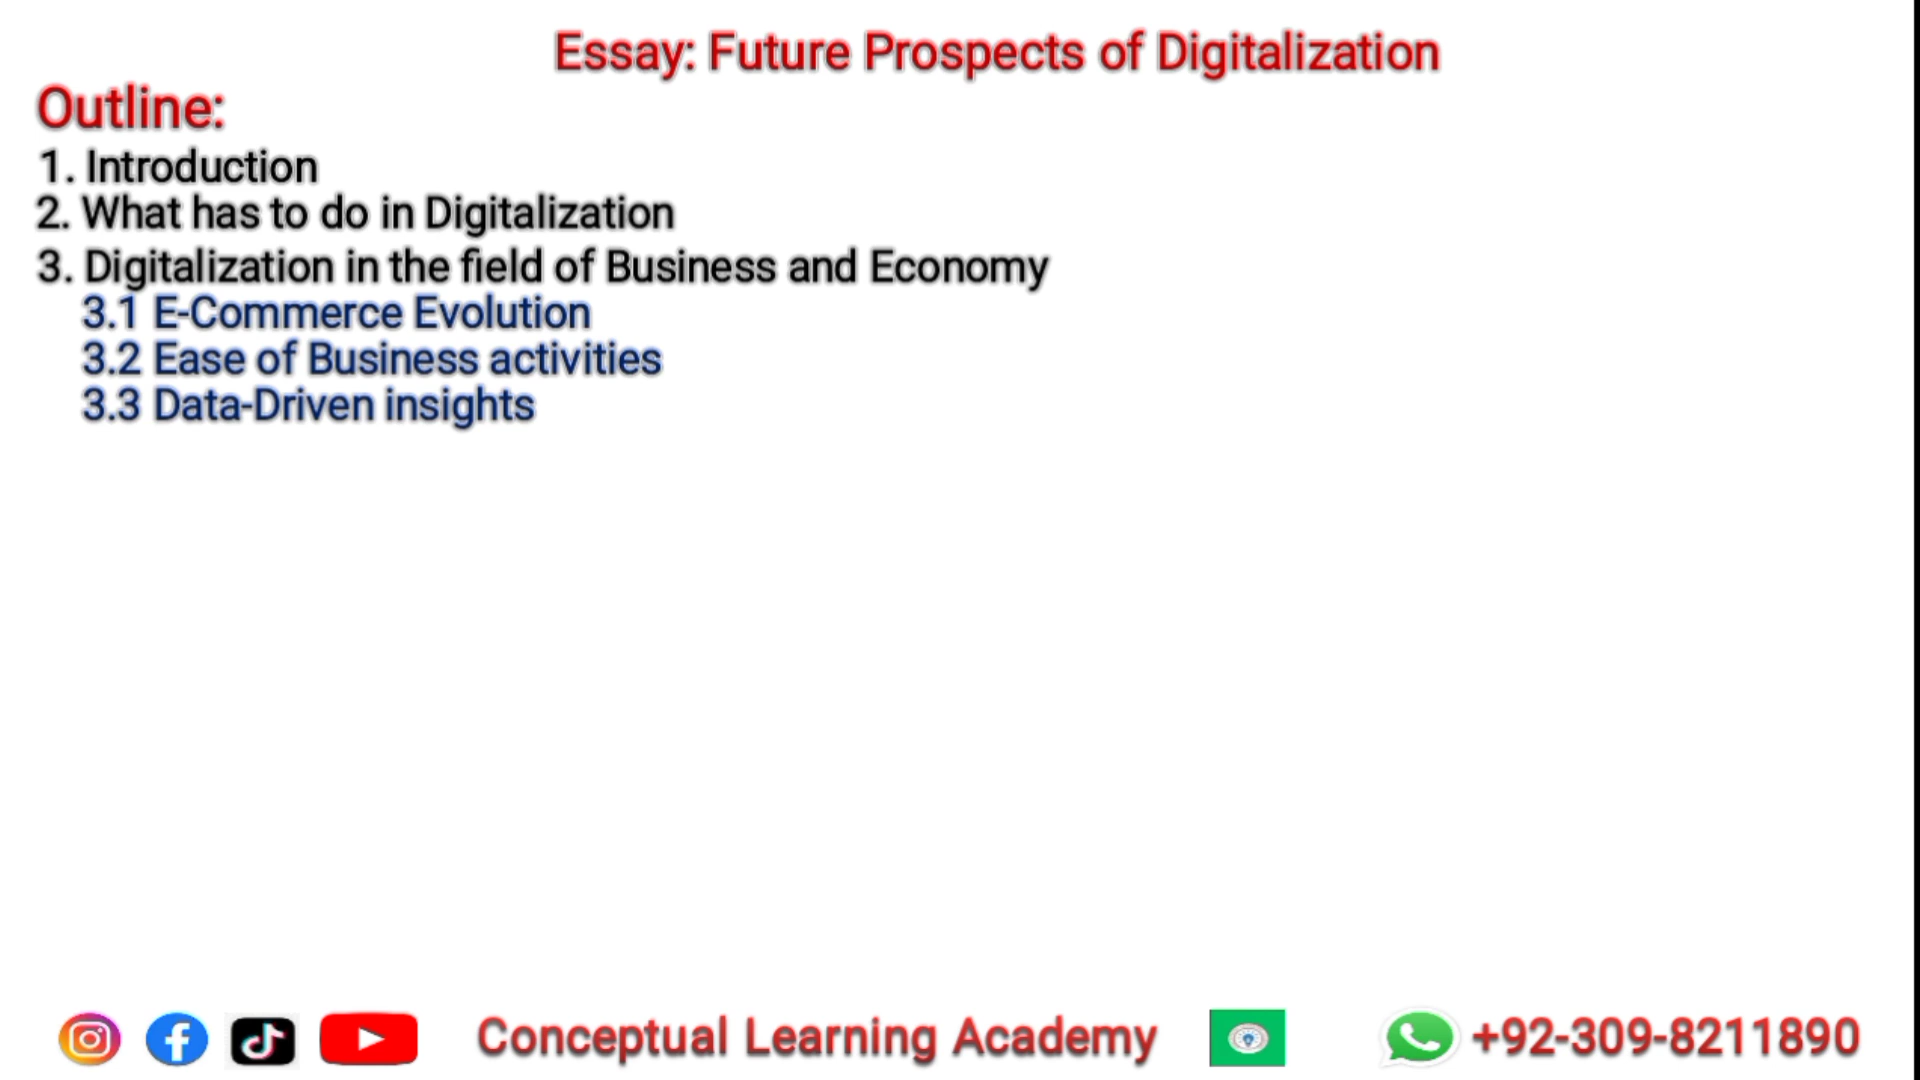 Essay: Future Prospects of Digitalization
Outline:
1. Introduction
2. What has to do in Digitalization
3. Digitalization in the field of Business and Economy
3.1 E-Commerce Evolution
3.2 Ease of Business activities
3.3 Data-Driven insights
Conceptual Learning Academy
+92-309-8211890